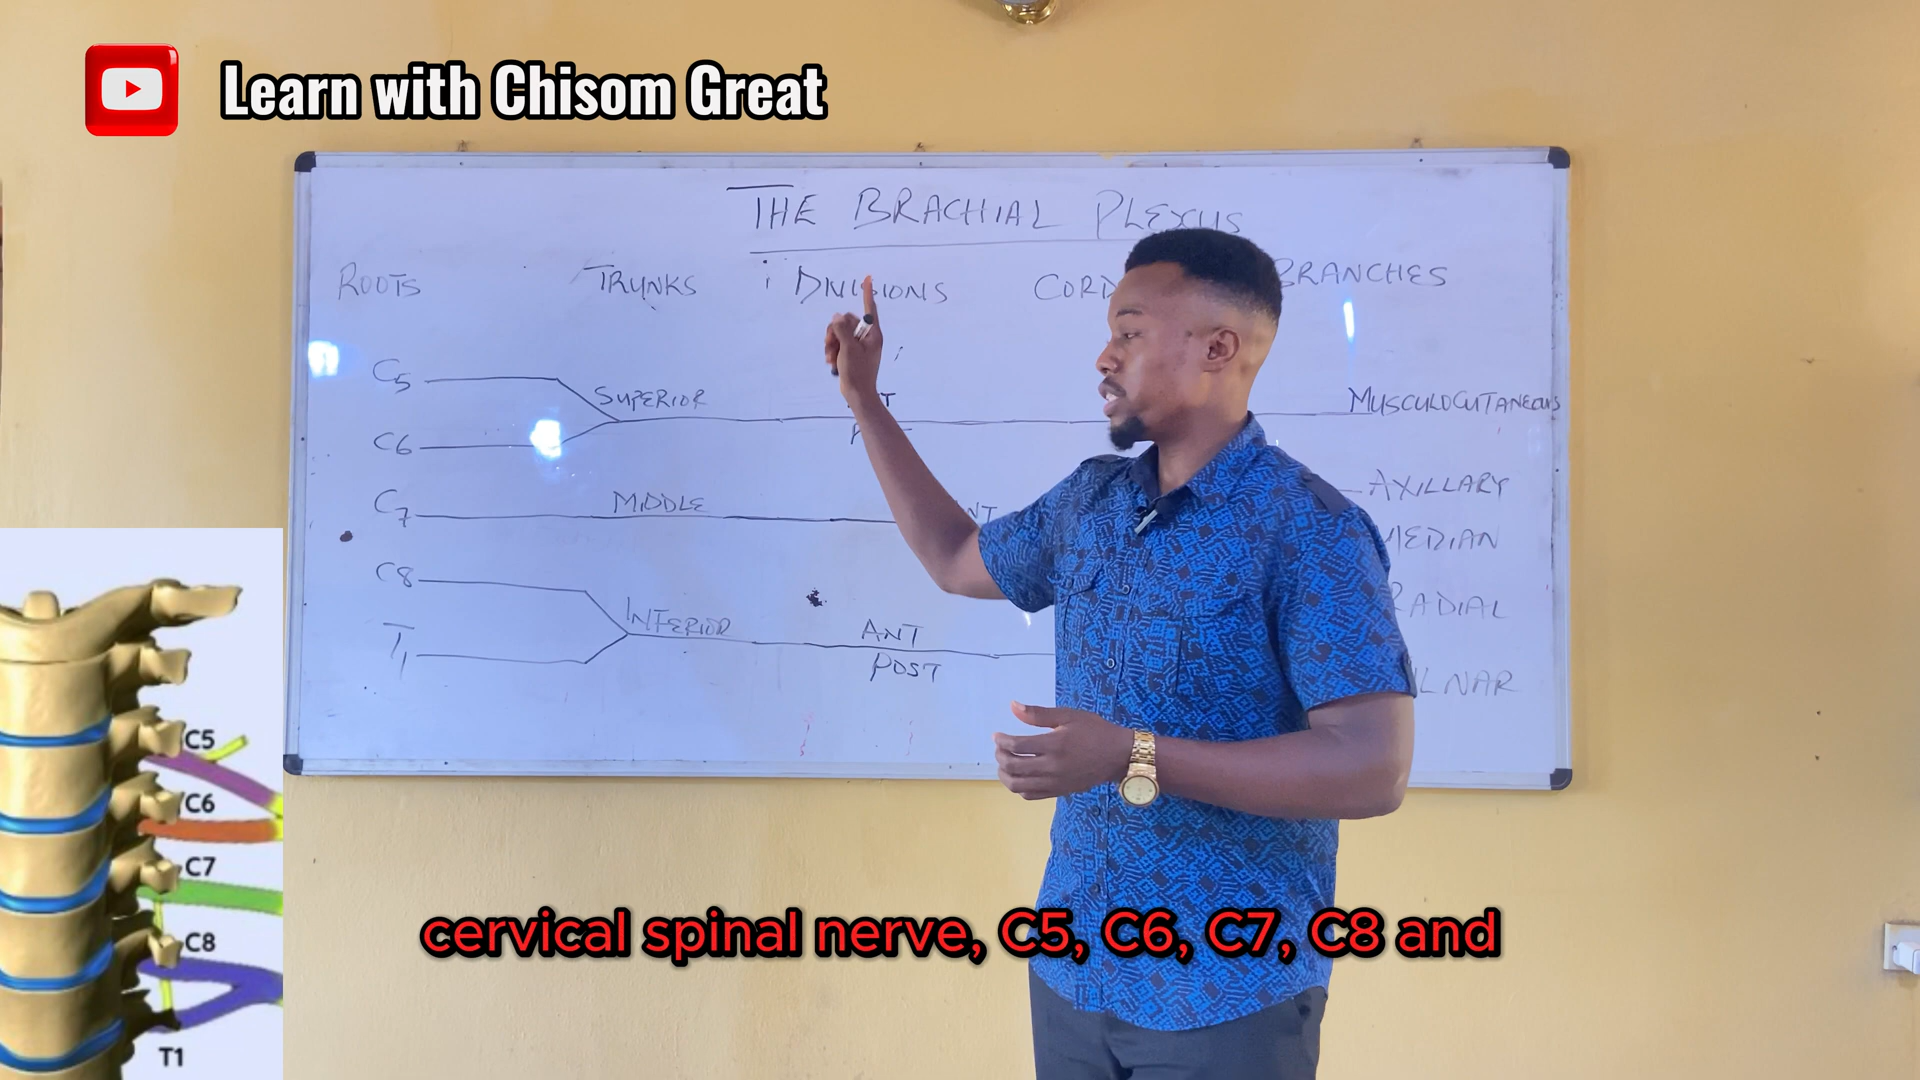 Learn with Chisom Great
THE BRACHIAL PLEXUS
ROOTS TRUNKS DIVISIONS CORD BRANCHES
C5
SUPERIOR MUSCULOCUTANEOUS
C6
AXILLARY
C7 MIDDLE NT
MEDIAN
C8
RADIAL
INFERIOR ANT
T1 POST
ULNAR
C5
C6
C7
C8
T1
cervical spinal nerve, C5, C6, C7, C8 and